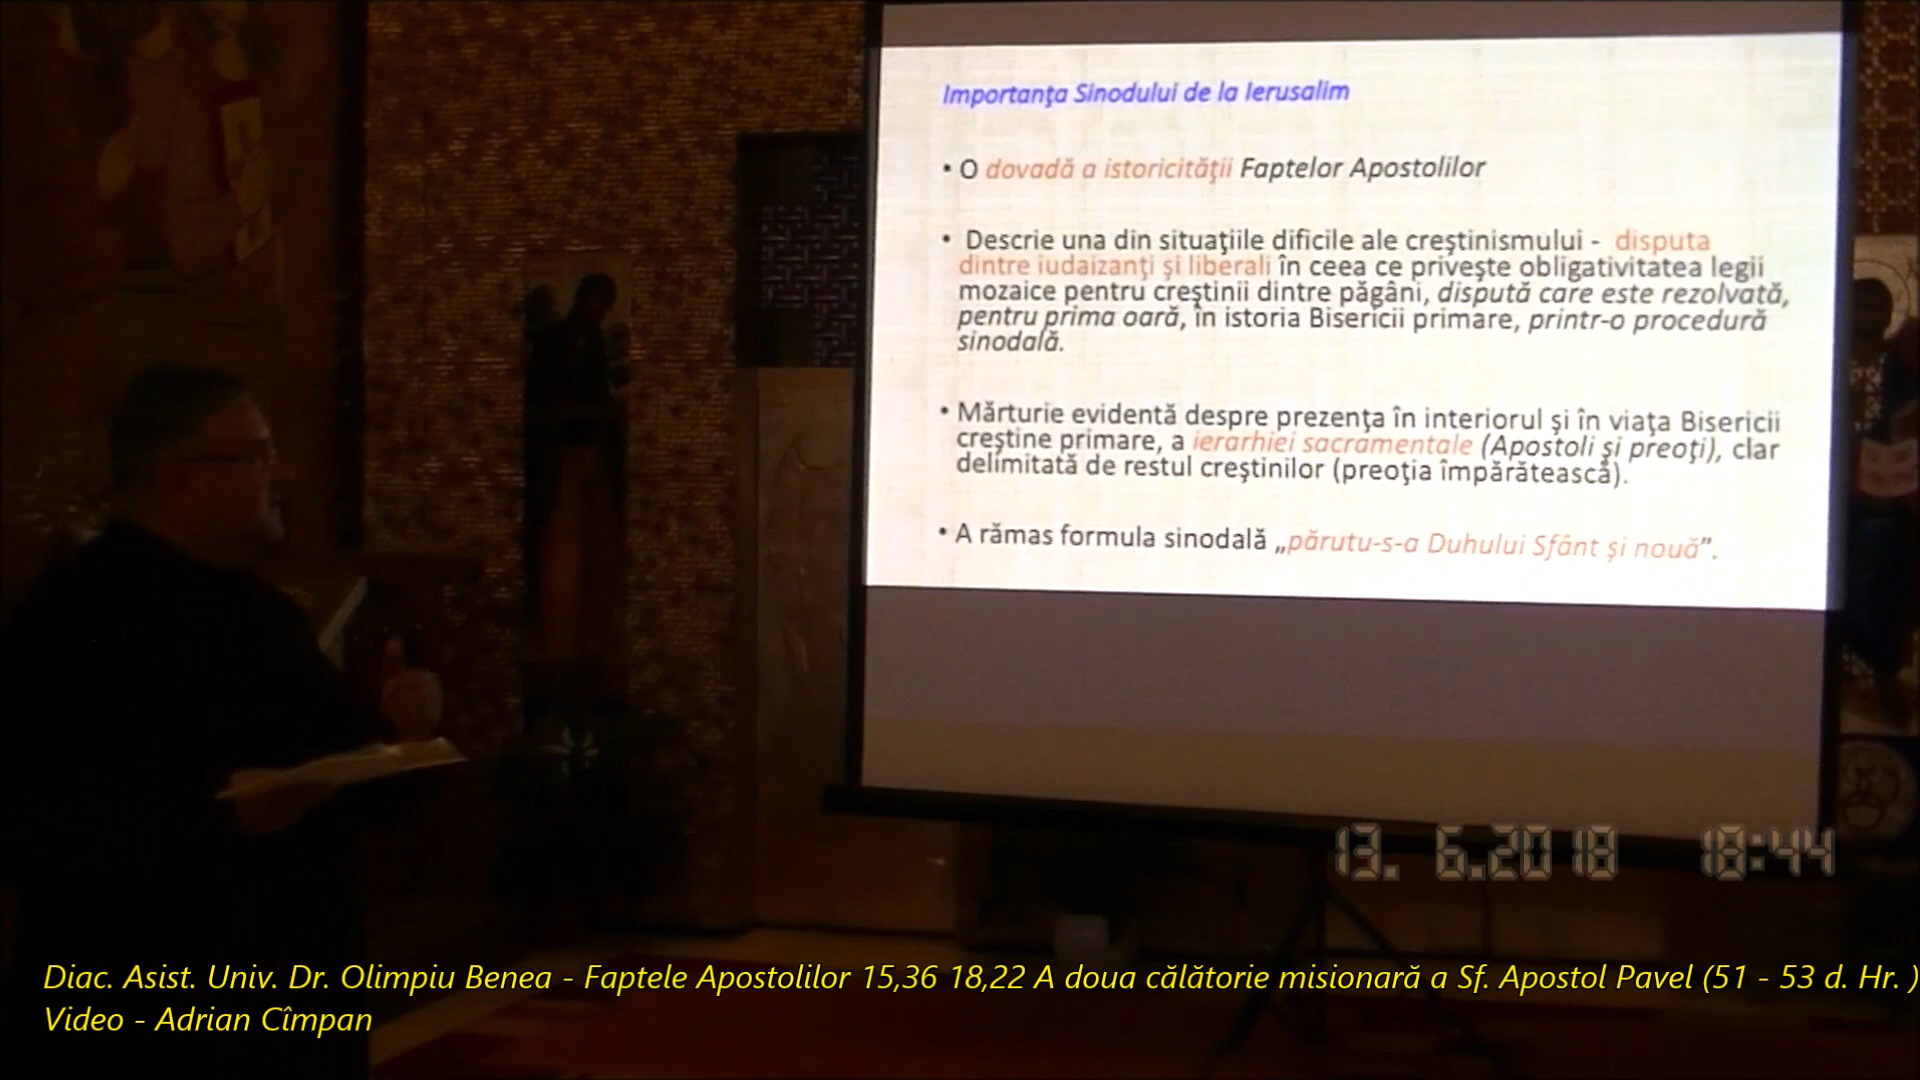 Importanţa Sinodului de la Ierusalim
• O dovadă a istoricităţii Faptelor Apostolilor
• Descrie una din situaţiile dificile ale creştinismului - disputa
dintre iudaizanţi şi liberali în ceea ce priveşte obligativitatea legii
mozaice pentru creştinii dintre păgâni, dispută care este rezolvată,
pentru prima oară, în istoria Bisericii primare, printr-o procedură
sinodală.
• Mărturie evidentă despre prezenţa în interiorul şi în viaţa Bisericii
creştine primare, a ierarhiei sacramentale (Apostoli şi preoţi), clar
delimitată de restul creştinilor (preoţia împărătească).
• A rămas formula sinodală „părutu-s-a Duhului Sfânt şi nouă”.
13. 6.2018 18:44
Diac. Asist. Univ. Dr. Olimpiu Benea - Faptele Apostolilor 15,36 18,22 A doua călătorie misionară a Sf. Apostol Pavel (51 - 53 d. Hr. )
Video - Adrian Cîmpan